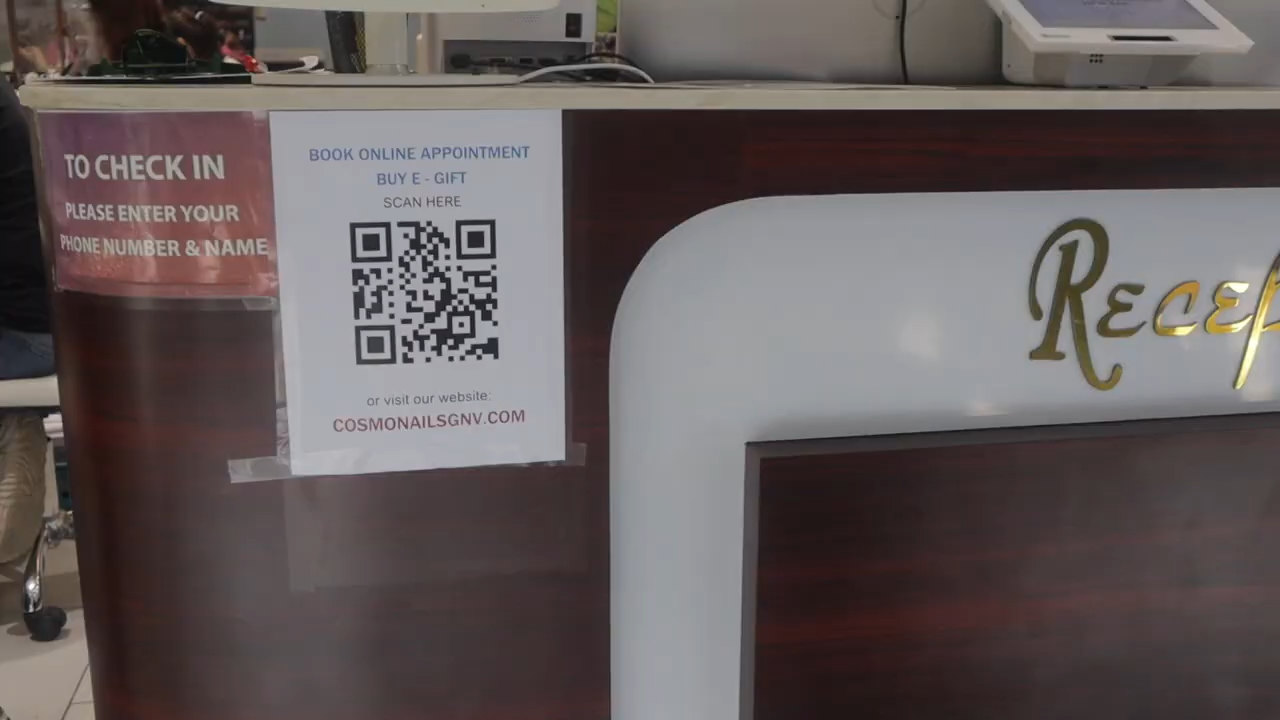 TO CHECK IN
PLEASE ENTER YOUR
PHONE NUMBER & NAME
BOOK ONLINE APPOINTMENT
BUY E - GIFT
SCAN HERE
or visit our website:
COSMONAILSGNV.COM
RECEP